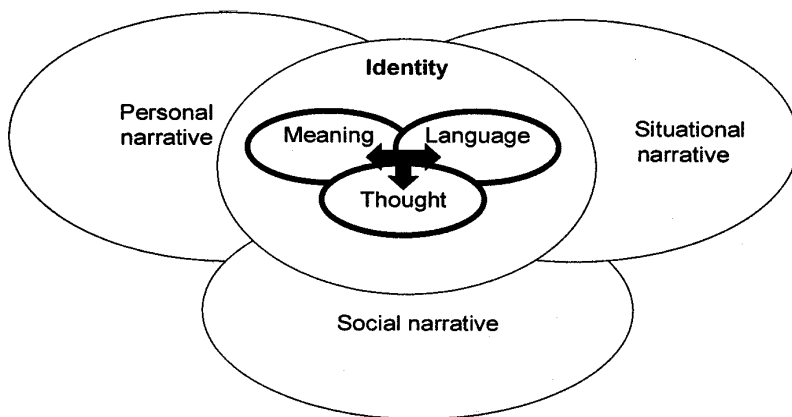 Identity
Personal
narrative
Meaning
Language
Situational
narrative
Thought
Social narrative